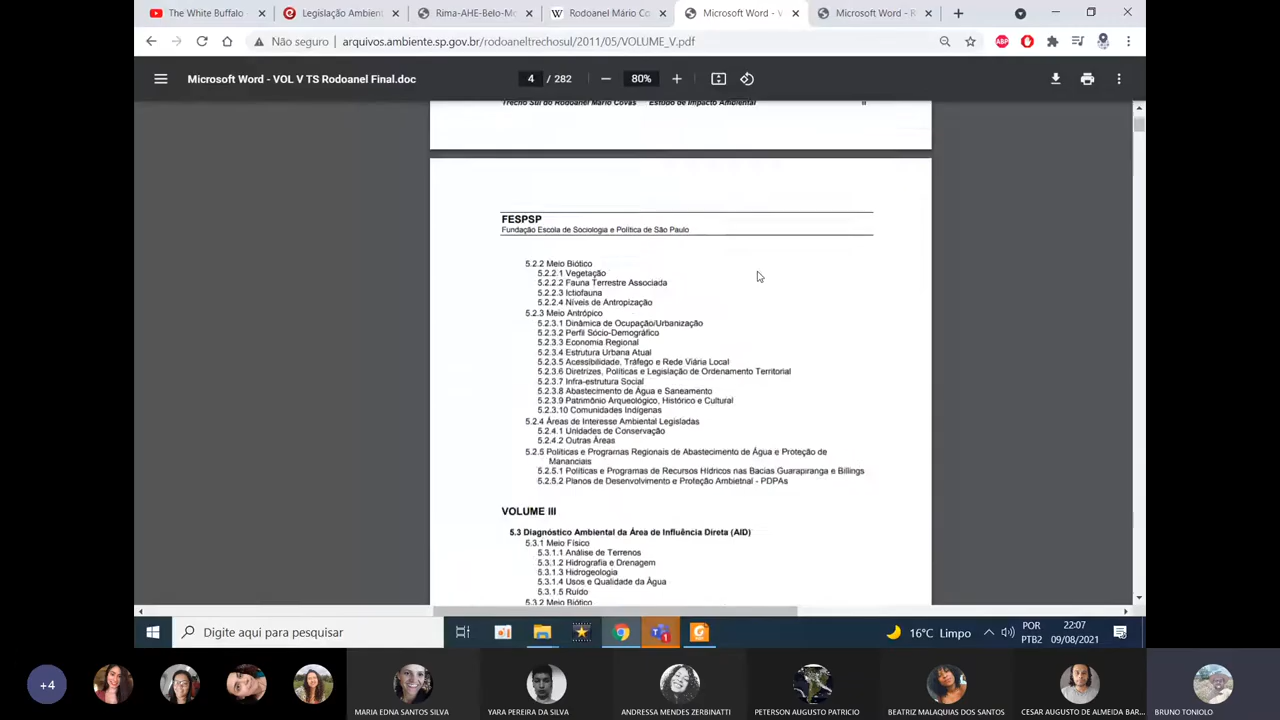 The White Buffalo
Legislação Ambient
Rima-AHE-Belo-Mo
Rodoanel Mário Co
Microsoft Word - V
Microsoft Word - R
Não seguro
arquivos.ambiente.sp.gov.br/rodoaneltrechosul/2011/05/VOLUME_V.pdf
ABP
Microsoft Word - VOL V TS Rodoanel Final.doc
4 / 282
80%
Trecho Sul do Rodoanel Mario Covas Estudo de Impacto Ambiental II
FESPSP
Fundação Escola de Sociologia e Política de São Paulo
5.2.2 Meio Biótico
5.2.2.1 Vegetação
5.2.2.2 Fauna Terrestre Associada
5.2.2.3 Ictiofauna
5.2.2.4 Níveis de Antropização
5.2.3 Meio Antrópico
5.2.3.1 Dinâmica de Ocupação/Urbanização
5.2.3.2 Perfil Sócio-Demográfico
5.2.3.3 Economia Regional
5.2.3.4 Estrutura Urbana Atual
5.2.3.5 Acessibilidade, Tráfego e Rede Viária Local
5.2.3.6 Diretrizes, Políticas e Legislação de Ordenamento Territorial
5.2.3.7 Infra-estrutura Social
5.2.3.8 Abastecimento de Água e Saneamento
5.2.3.9 Patrimônio Arqueológico, Histórico e Cultural
5.2.3.10 Comunidades Indígenas
5.2.4 Áreas de Interesse Ambiental Legisladas
5.2.4.1 Unidades de Conservação
5.2.4.2 Outras Áreas
5.2.5 Políticas e Programas Regionais de Abastecimento de Água e Proteção de
Mananciais
5.2.5.1 Políticas e Programas de Recursos Hídricos nas Bacias Guarapiranga e Billings
5.2.5.2 Planos de Desenvolvimento e Proteção Ambietnal - PDPAs
VOLUME III
5.3 Diagnóstico Ambiental da Área de Influência Direta (AID)
5.3.1 Meio Físico
5.3.1.1 Análise de Terrenos
5.3.1.2 Hidrografia e Drenagem
5.3.1.3 Hidrogeologia
5.3.1.4 Usos e Qualidade da Água
5.3.1.5 Ruído
5.3.2 Meio Biótico
Digite aqui para pesquisar
1
16°C Limpo
POR
PTB2
22:07
09/08/2021
+4
MARIA EDNA SANTOS SILVA
YARA PEREIRA DA SILVA
ANDRESSA MENDES ZERBINATTI
PETERSON AUGUSTO PATRICIO
BEATRIZ MALAQUIAS DOS SANTOS
CESAR AUGUSTO DE ALMEIDA BAR...
BRUNO TONIOLO